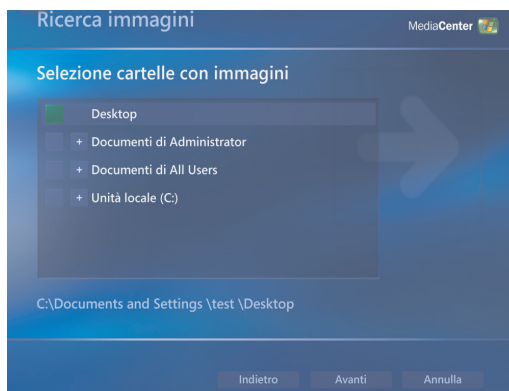 Ricerca immagini
MediaCenter
Selezione cartelle con immagini
Desktop
+ Documenti di Administrator
+ Documenti di All Users
+ Unità locale (C:)
C:\Documents and Settings \test \Desktop
Indietro Avanti Annulla